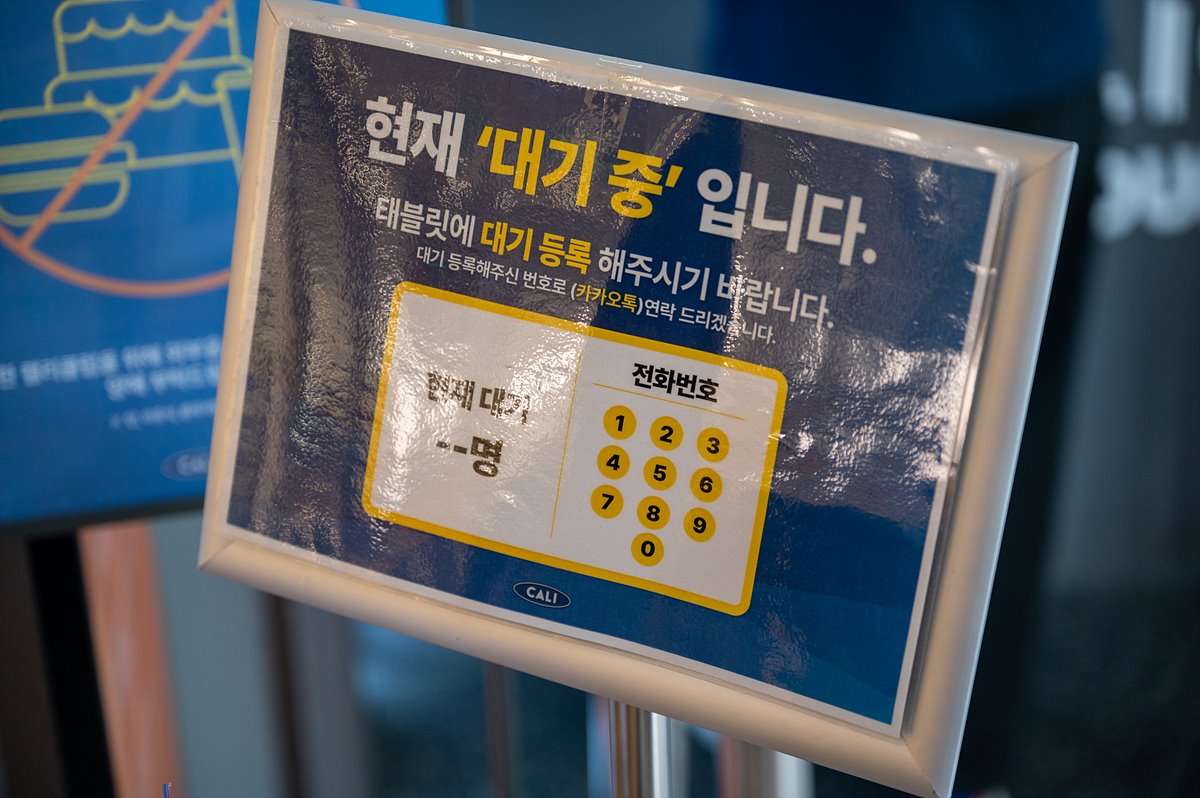 현재 '대기 중' 입니다.
태블릿에 대기 등록 해주시기 바랍니다.
대기 등록해주신 번호로 (카카오톡)연락 드리겠습니다.
현재 대기
--명
전화번호
1 2 3
4 5 6
7 8 9
0
CALI